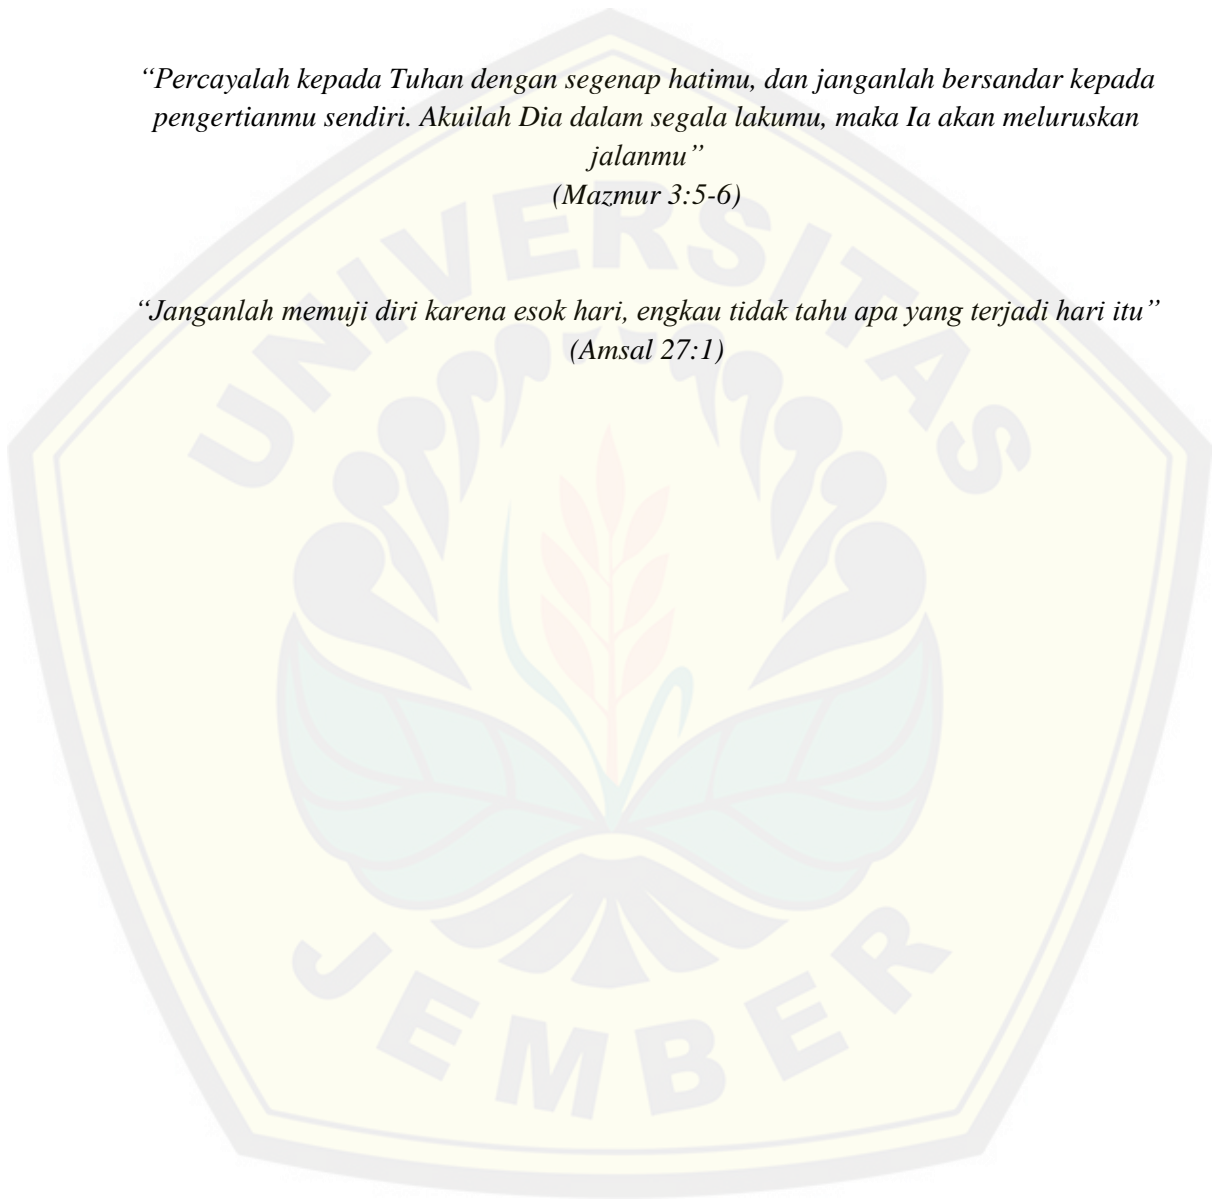 “Percayalah kepada Tuhan dengan segenap hatimu, dan janganlah bersandar kepada
pengertianmu sendiri. Akuilah Dia dalam segala lakumu, maka Ia akan meluruskan
jalanmu”
(Mazmur 3:5-6)
“Janganlah memuji diri karena esok hari, engkau tidak tahu apa yang terjadi hari itu”
(Amsal 27:1)
UNIVERSITAS
JEMBER